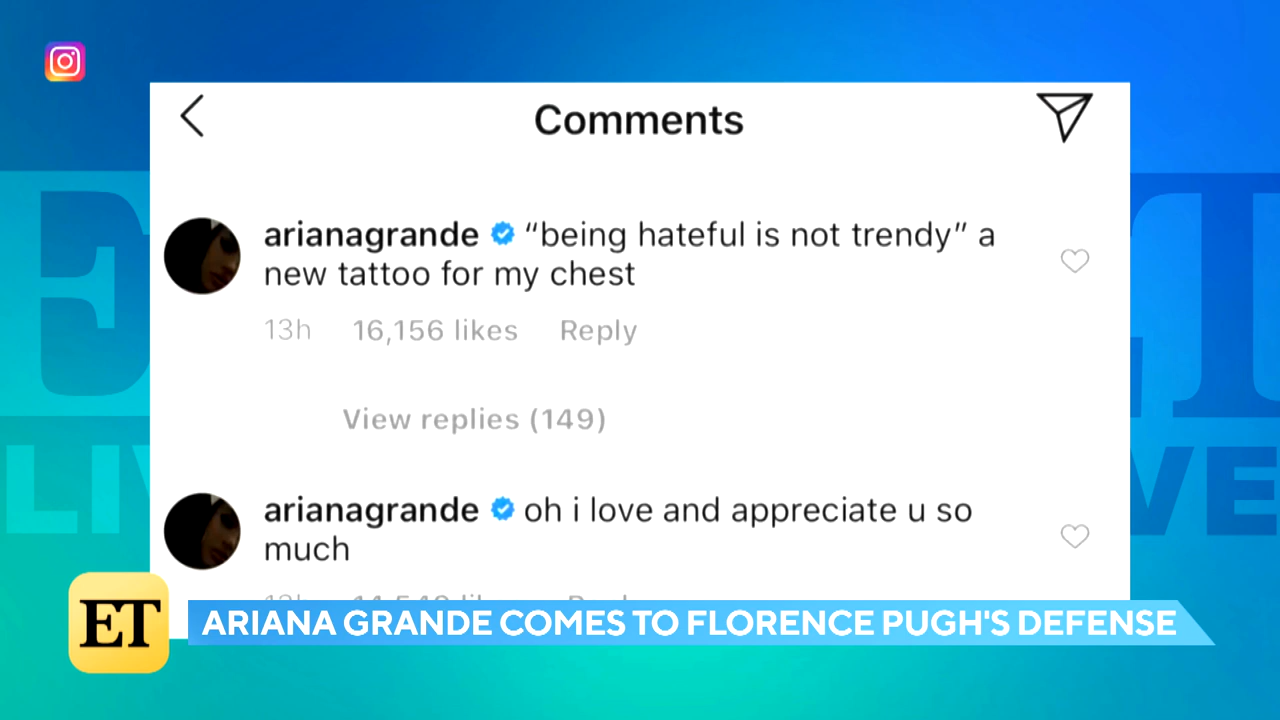 Comments
arianagrande “being hateful is not trendy” a
new tattoo for my chest
13h 16,156 likes Reply
View replies (149)
arianagrande oh i love and appreciate u so
much
ET
ARIANA GRANDE COMES TO FLORENCE PUGH'S DEFENSE